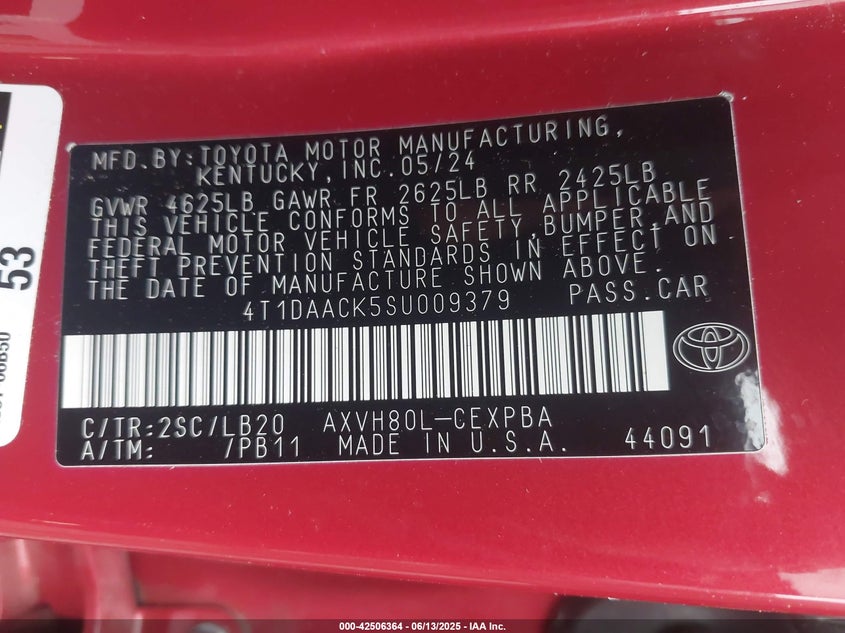 MFD. BY: TOYOTA MOTOR MANUFACTURING,
KENTUCKY, INC. 05/24
GVWR 4625LB GAWR FR 2625LB RR 2425LB
THIS VEHICLE CONFORMS TO ALL APPLICABLE
FEDERAL MOTOR VEHICLE SAFETY, BUMPER, AND
THEFT PREVENTION STANDARDS IN EFFECT ON
THE DATE OF MANUFACTURE SHOWN ABOVE.
4T1DAACK5SU009379 PASS. CAR
C/TR: 2SC/LB20 AXVH80L-CEXPBA
A/TM: /PB11 MADE IN U.S.A. 44091
53
000-42506364 - 06/13/2025 - IAA Inc.